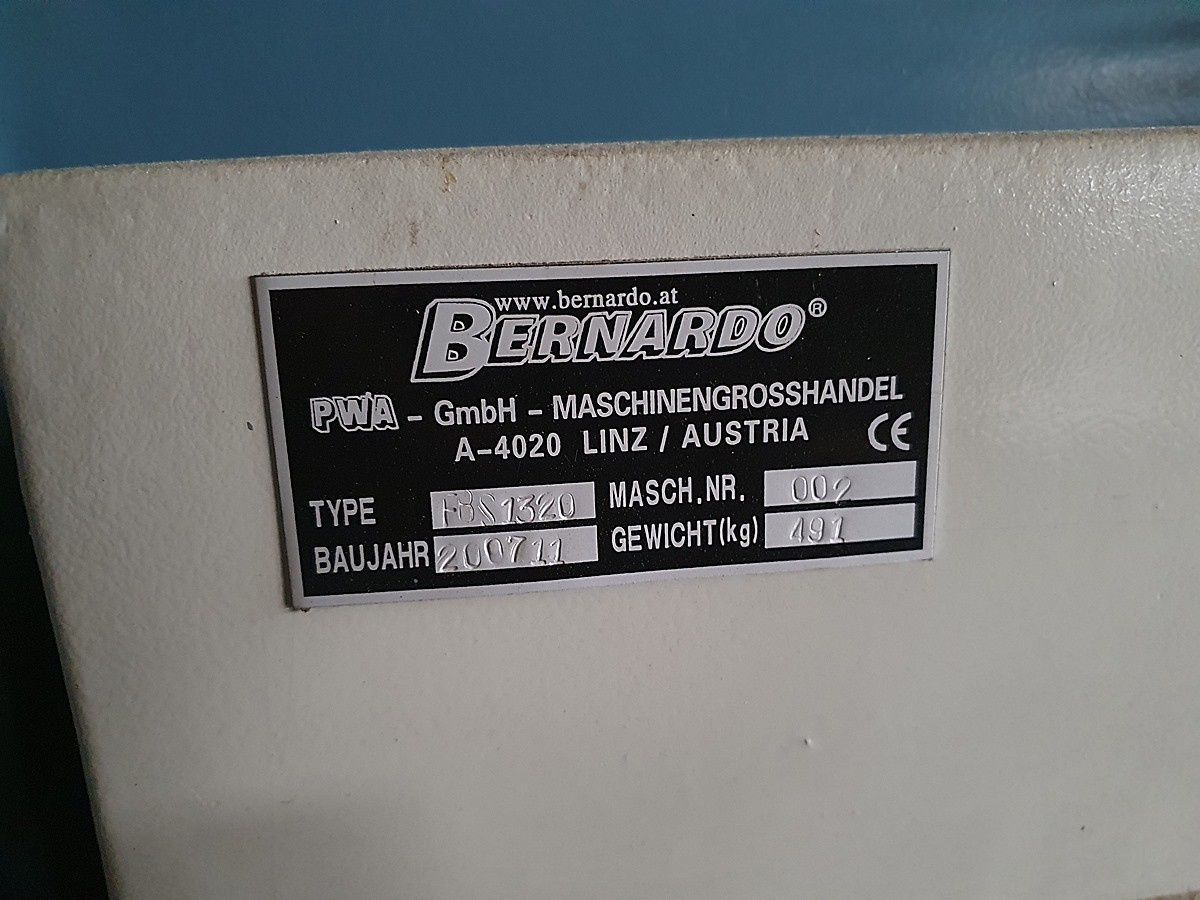 www.bernardo.at
BERNARDO®
PWA - GmbH - MASCHINENGROSSHANDEL
A-4020 LINZ / AUSTRIA CE
TYPE FBS1320 MASCH.NR. 002
BAUJAHR 200711 GEWICHT(kg) 491